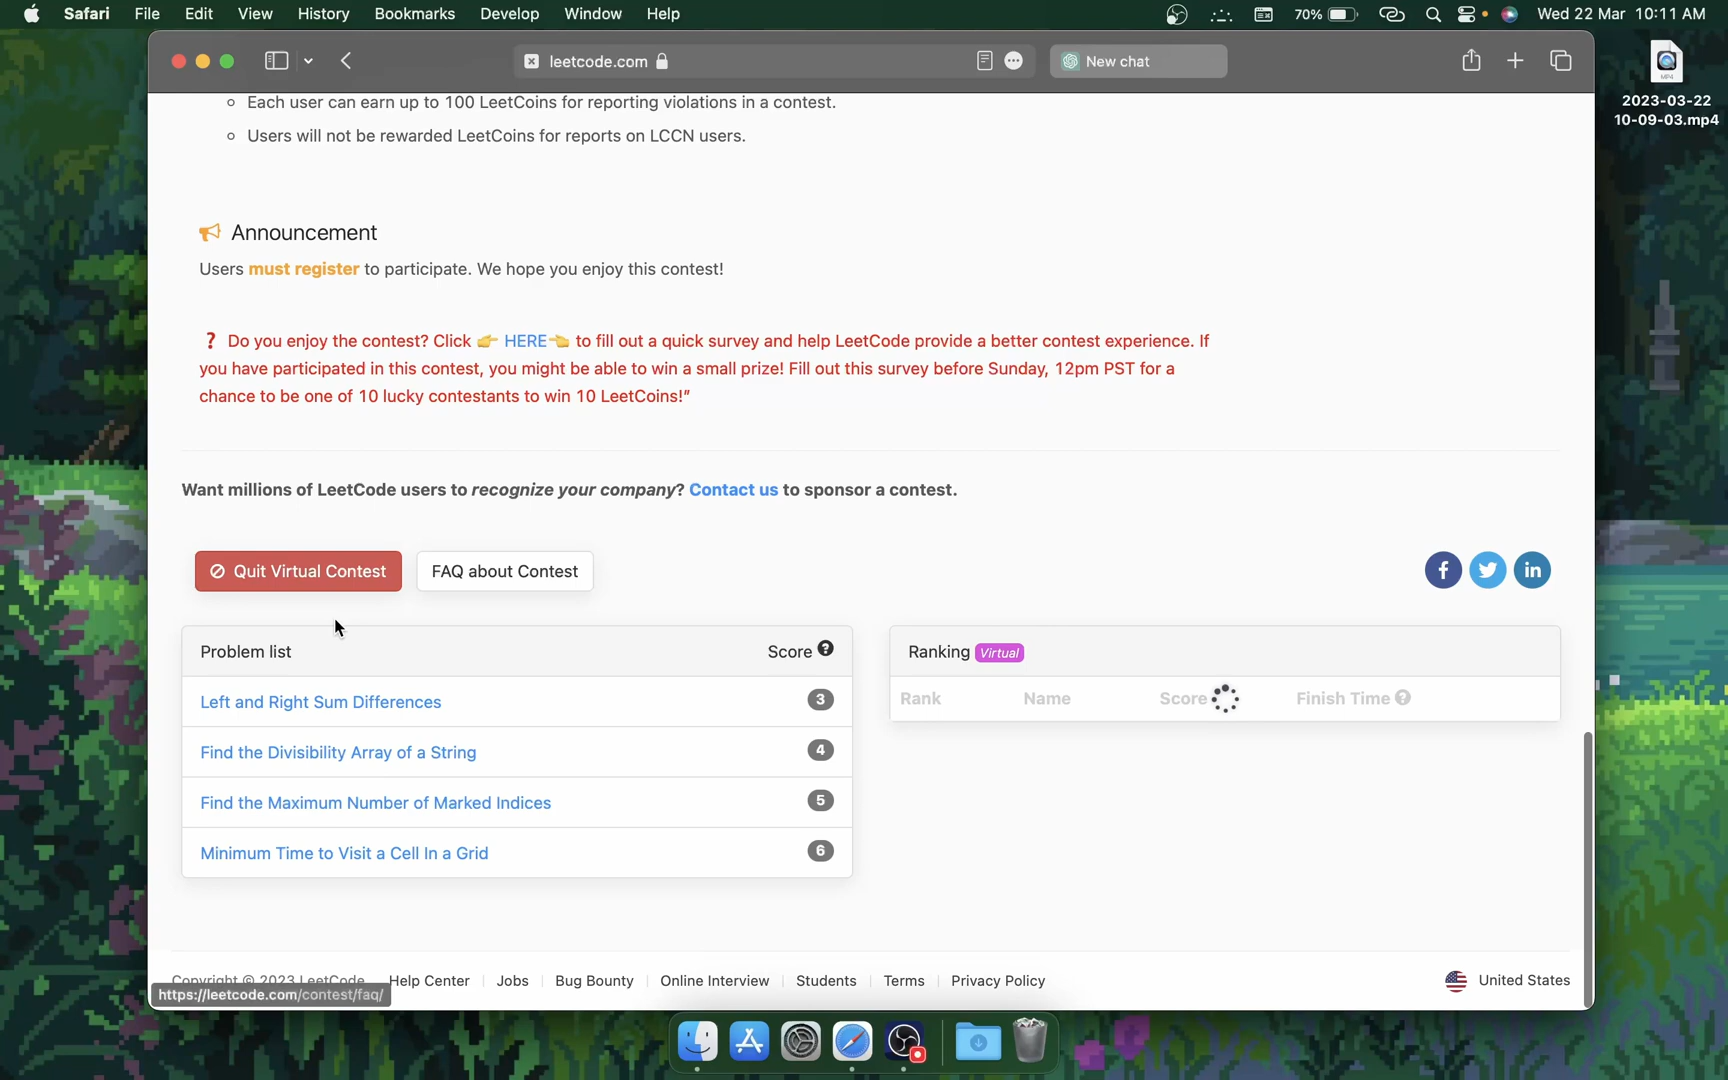 Safari File Edit View History Bookmarks Develop Window Help 70% Wed 22 Mar 10:11 AM
leetcode.com New chat
MP4
2023-03-22
10-09-03.mp4
Each user can earn up to 100 LeetCoins for reporting violations in a contest.
Users will not be rewarded LeetCoins for reports on LCCN users.
Announcement
Users must register to participate. We hope you enjoy this contest!
❓ Do you enjoy the contest? Click 👉 HERE👈 to fill out a quick survey and help LeetCode provide a better contest experience. If
you have participated in this contest, you might be able to win a small prize! Fill out this survey before Sunday, 12pm PST for a
chance to be one of 10 lucky contestants to win 10 LeetCoins!”
Want millions of LeetCode users to recognize your company? Contact us to sponsor a contest.
Quit Virtual Contest FAQ about Contest
Problem list Score ?
Ranking Virtual
Left and Right Sum Differences 3
Rank Name Score Finish Time ?
Find the Divisibility Array of a String 4
Find the Maximum Number of Marked Indices 5
Minimum Time to Visit a Cell In a Grid 6
Copyright © 2023 LeetCode Help Center Jobs Bug Bounty Online Interview Students Terms Privacy Policy United States
https://leetcode.com/contest/faq/